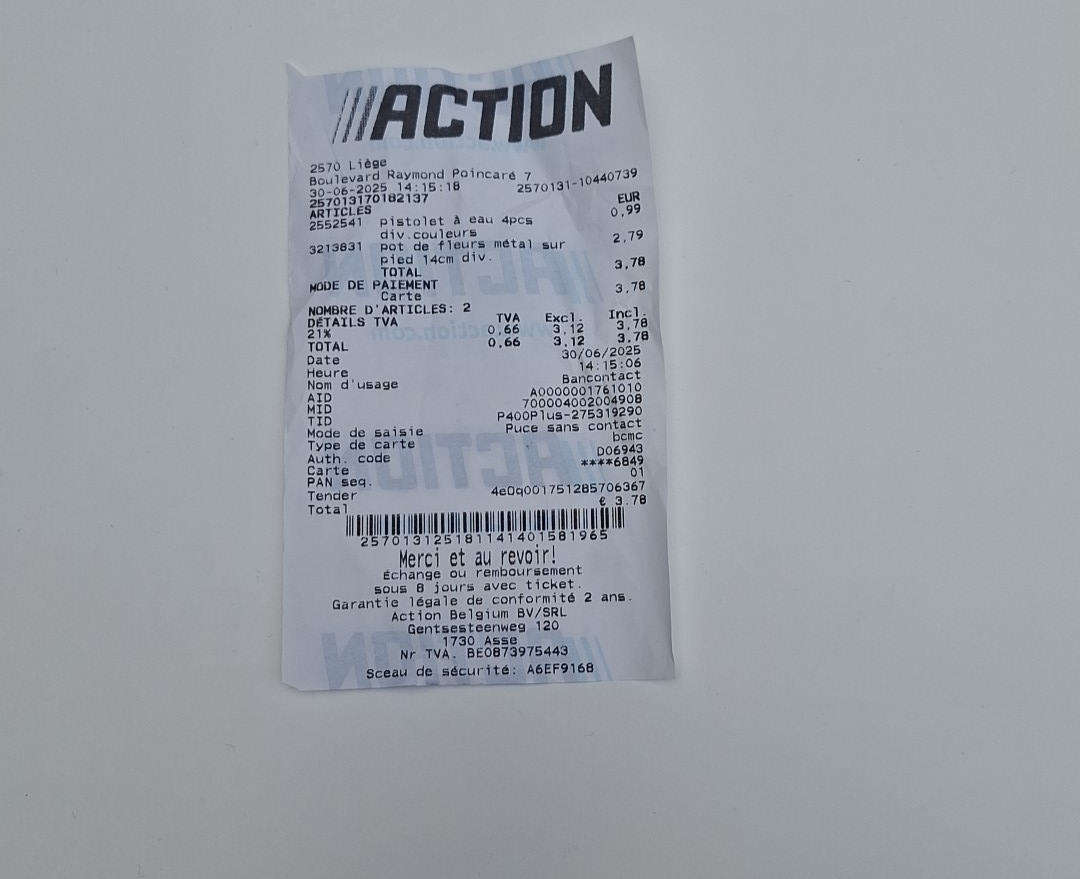 ///ACTION
2570 Liège
Boulevard Raymond Poincaré 7
30-06-2025 14:15:18 2570131-10440739
257013170182137
ARTICLES EUR
2552541 pistolet à eau 4pcs 0,99
div.couleurs
3213831 pot de fleurs métal sur 2,79
pied 14cm div.
TOTAL 3,78
MODE DE PAIEMENT
Carte 3,78
NOMBRE D'ARTICLES: 2
DÉTAILS TVA TVA Excl. Incl.
21% 0,66 3,12 3,78
TOTAL 0,66 3,12 3,78
Date 30/06/2025
Heure 14:15:06
Nom d'usage Bancontact
AID A0000001761010
MID 700004002004908
TID P400Plus-275319290
Mode de saisie Puce sans contact
Type de carte bcmc
Auth. code D06943
Carte ****6849
PAN seq. 01
Tender 4eOq001751285706367
Total € 3.78
2570131251811414015819​65
Merci et au revoir!
Échange ou remboursement
sous 8 jours avec ticket.
Garantie légale de conformité 2 ans.
Action Belgium BV/SRL
Gentsesteenweg 120
1730 Asse
Nr TVA. BE0873975443
Sceau de sécurité: A6EF9168